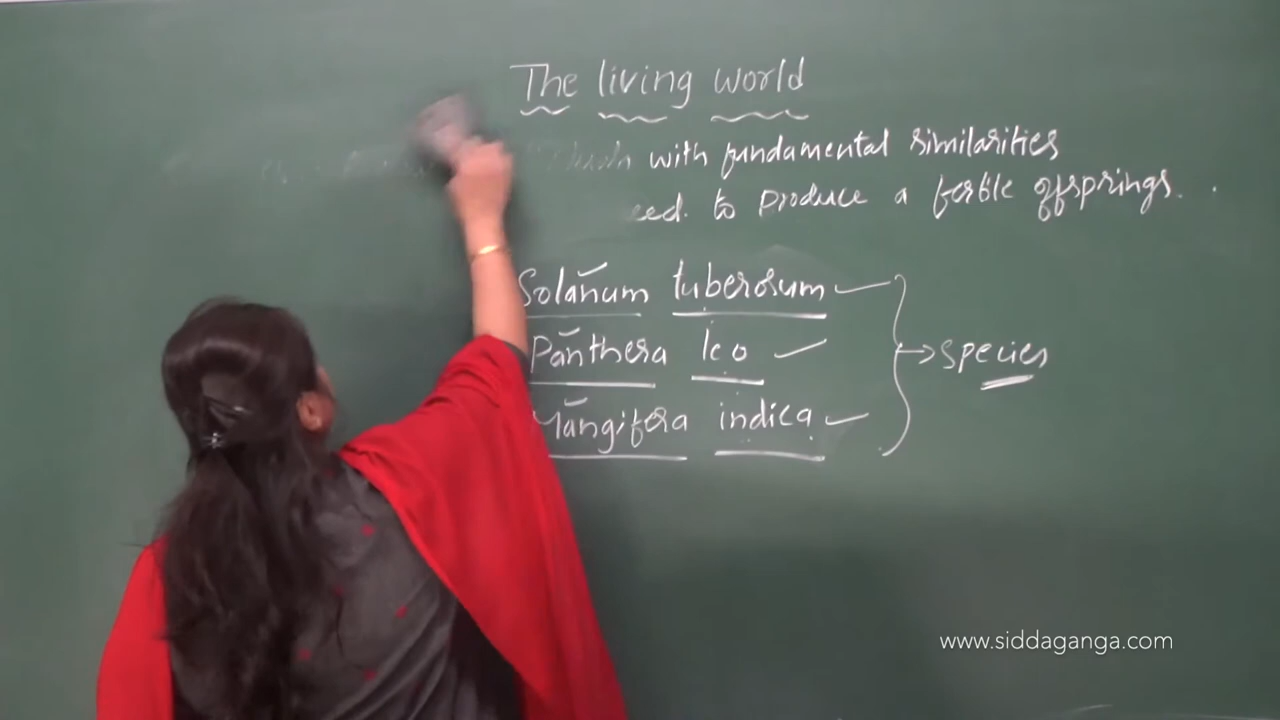 The living world
with fundamental similarities
to produce a fertile offsprings.
Solanum tuberosum
Panthera leo
Mangifera indica
Species
www.siddaganga.com